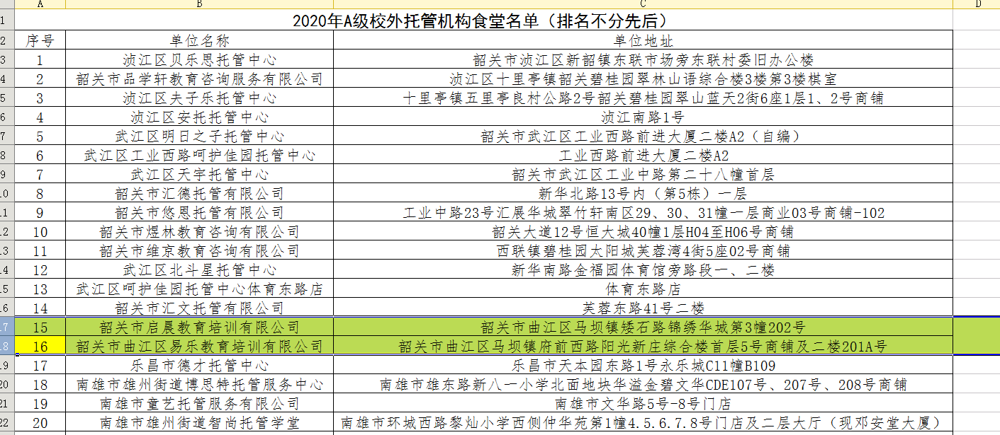 A B C D
1 2020年A级校外托管机构食堂名单（排名不分先后）
2 序号 单位名称 单位地址
3 1 浈江区贝乐思托管中心 韶关市浈江区新韶镇东联市场旁东联村委旧办公楼
4 2 韶关市品学轩教育咨询服务有限公司 浈江区十里亭镇韶关碧桂园翠林山语综合楼3楼第3楼棋室
5 3 浈江区夫子乐托管中心 十里亭镇五里亭良村公路2号韶关碧桂园翠山蓝天2街6座1层1、2号商铺
6 4 浈江区安托托管中心 浈江南路1号
7 5 武江区明日之子托管中心 韶关市武江区工业西路前进大厦二楼A2（自编）
8 6 武江区工业西路呵护佳园托管中心 工业西路前进大厦二楼A2
9 7 武江区天宇托管中心 韶关市武江区工业中路第二十八幢首层
10 8 韶关市汇德托管有限公司 新华北路13号内（第5栋）一层
11 9 韶关市悠恩托管有限公司 工业中路23号汇展华城翠竹轩南区29、30、31幢一层商业03号商铺-102
12 10 韶关市煜林教育咨询有限公司 韶关大道12号恒大城40幢1层H04至H06号商铺
13 11 韶关市维京教育咨询有限公司 西联镇碧桂园太阳城芙蓉湾4街5座02号商铺
14 12 武江区北斗星托管中心 新华南路金福园体育馆旁路段一、二楼
15 13 武江区呵护佳园托管中心体育东路店 体育东路店
16 14 韶关市汇文托管有限公司 芙蓉东路41号二楼
17 15 韶关市启晨教育培训有限公司 韶关市曲江区马坝镇矮石路锦绣华城第3幢202号
18 16 韶关市曲江区易乐教育培训有限公司 韶关市曲江区马坝镇府前西路阳光新庄综合楼首层5号商铺及二楼201A号
19 17 乐昌市德才托管中心 乐昌市天本园东路1号永乐城C11幢B109
20 18 南雄市雄州街道博思特托管服务中心 南雄市雄东路新八一小学北面地块华溢金碧文华CDE107号、207号、208号商铺
21 19 南雄市童艺托管服务有限公司 南雄市文华路5号-8号门店
22 20 南雄市雄州街道智尚托管学堂 南雄市环城西路黎灿小学西侧仲华苑第1幢4.5.6.7.8号门店及二层大厅（现邓安堂大厦）